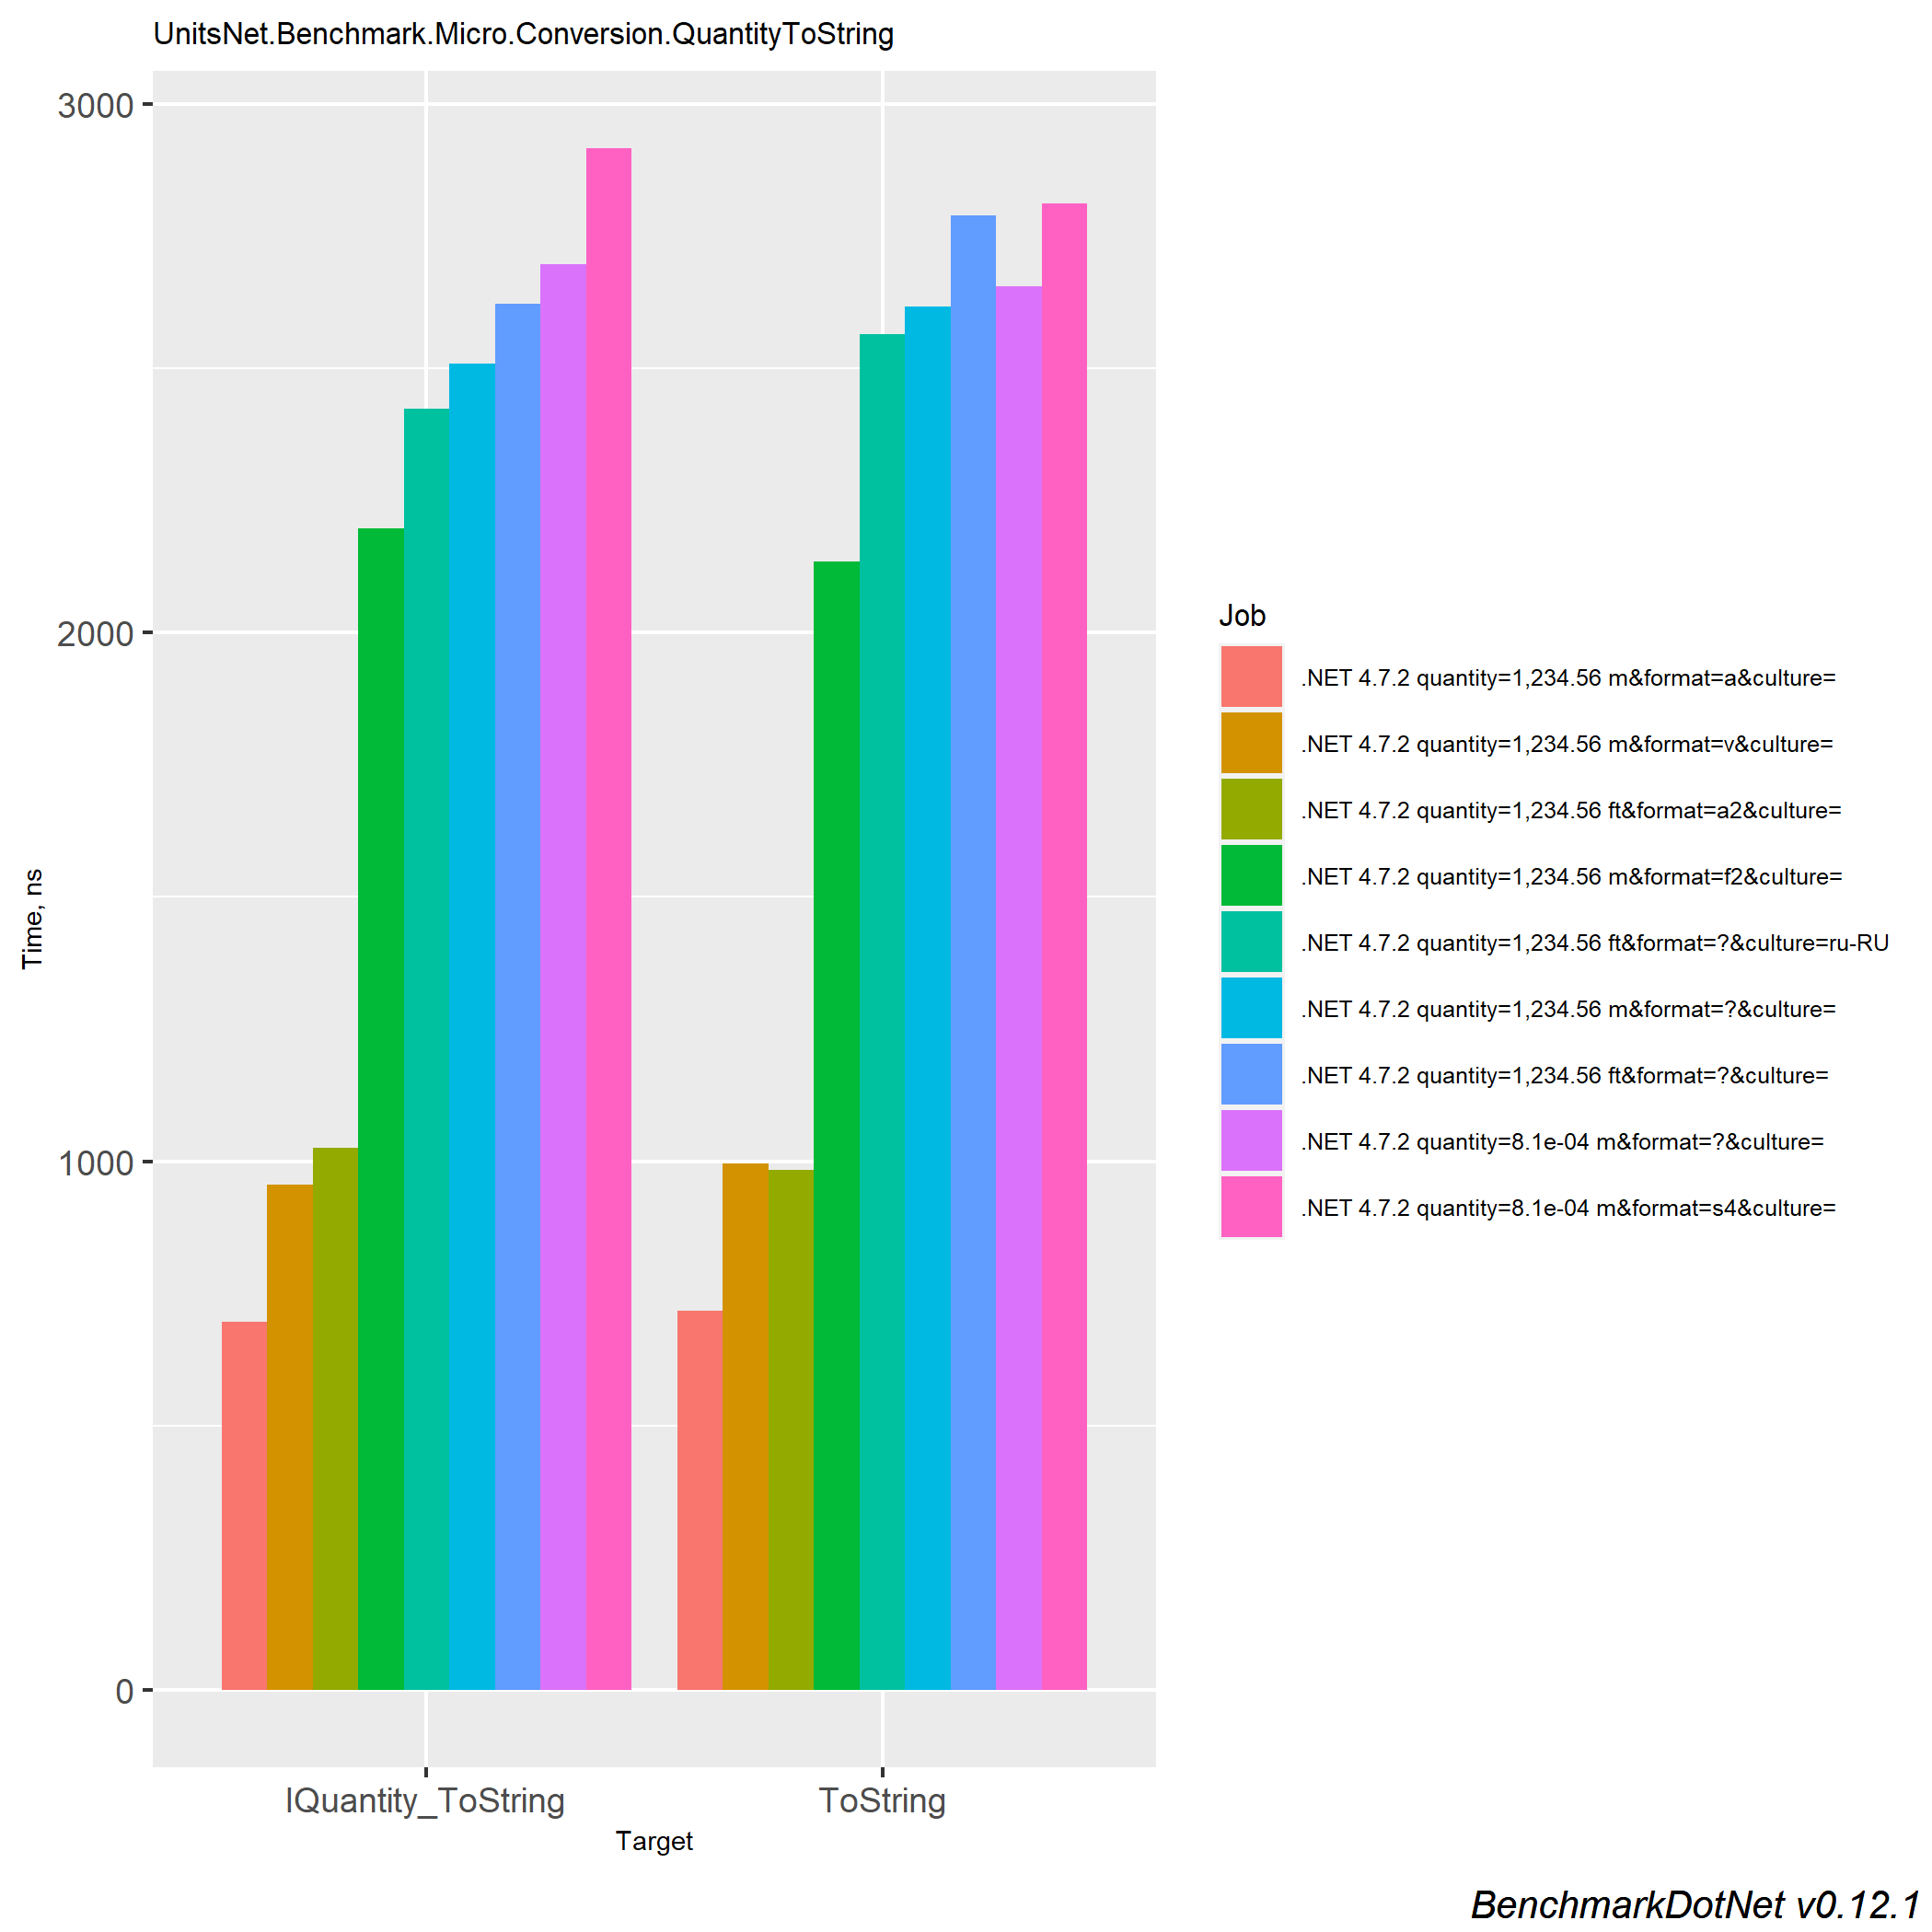 UnitsNet.Benchmark.Micro.Conversion.QuantityToString
3000
2000
1000
0
Time, ns
IQuantity_ToString
ToString
Target
Job
.NET 4.7.2 quantity=1,234.56 m&format=a&culture=
.NET 4.7.2 quantity=1,234.56 m&format=v&culture=
.NET 4.7.2 quantity=1,234.56 ft&format=a2&culture=
.NET 4.7.2 quantity=1,234.56 m&format=f2&culture=
.NET 4.7.2 quantity=1,234.56 ft&format=?&culture=ru-RU
.NET 4.7.2 quantity=1,234.56 m&format=?&culture=
.NET 4.7.2 quantity=1,234.56 ft&format=?&culture=
.NET 4.7.2 quantity=8.1e-04 m&format=?&culture=
.NET 4.7.2 quantity=8.1e-04 m&format=s4&culture=
BenchmarkDotNet v0.12.1